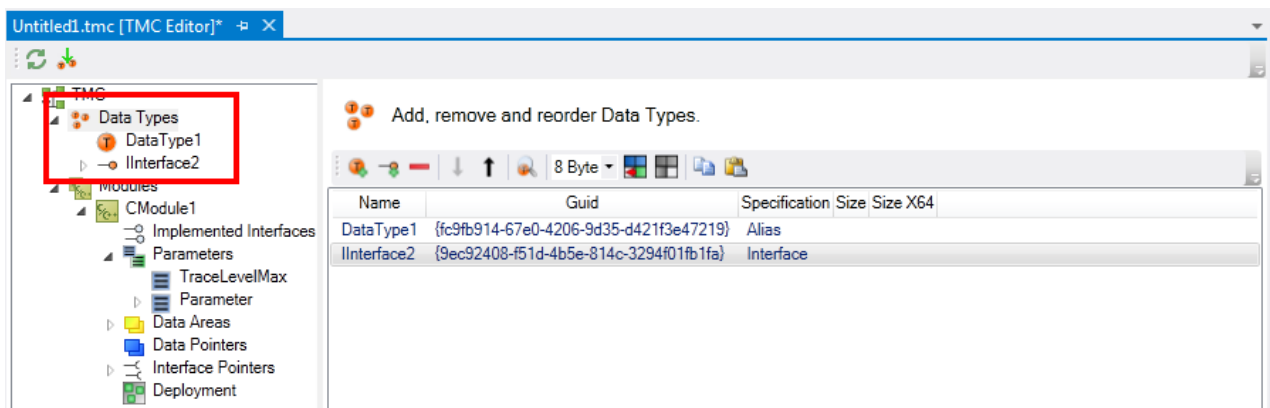 Untitled1.tmc [TMC Editor]*
TMC
Data Types
DataType1
IInterface2
Modules
CModule1
Implemented Interfaces
Parameters
TraceLevelMax
Parameter
Data Areas
Data Pointers
Interface Pointers
Deployment
Add, remove and reorder Data Types.
8 Byte
Name Guid Specification Size Size X64
DataType1 {fc9fb914-67e0-4206-9d35-d421f3e47219} Alias
IInterface2 {9ec92408-f51d-4b5e-814c-3294f01fb1fa} Interface